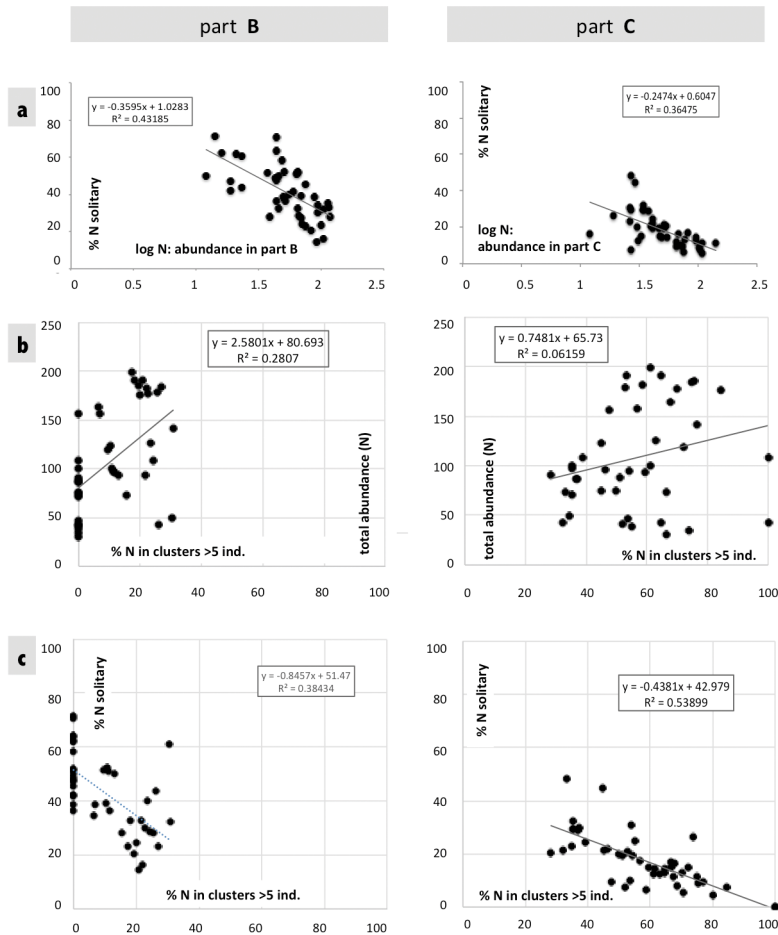 part B
part C
a
100
80
60
40
20
0
% N solitary
y = -0.3595x + 1.0283
R² = 0.43185
log N: abundance in part B
0 0.5 1 1.5 2 2.5
100
80
60
40
20
0
% N solitary
y = -0.2474x + 0.6047
R² = 0.36475
log N:
abundance in part C
0 0.5 1 1.5 2 2.5
b
250
200
150
100
50
0
y = 2.5801x + 80.693
R² = 0.2807
total abundance (N)
% N in clusters >5 ind.
0 20 40 60 80 100
250
200
150
100
50
0
y = 0.7481x + 65.73
R² = 0.06159
total abundance (N)
% N in clusters >5 ind.
0 20 40 60 80 100
c
100
80
60
40
20
0
% N solitary
y = -0.8457x + 51.47
R² = 0.38434
% N in clusters >5 ind.
0 20 40 60 80 100
100
80
60
40
20
0
% N solitary
y = -0.4381x + 42.979
R² = 0.53899
% N in clusters >5 ind.
0 20 40 60 80 100